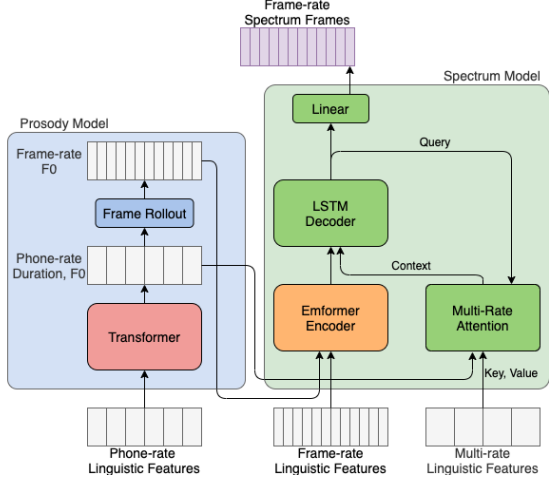 Frame-rate
Spectrum Frames
Spectrum Model
Linear
Prosody Model
Frame-rate
F0
Query
LSTM
Decoder
Frame Rollout
Phone-rate
Duration, F0
Context
Transformer
Emformer
Encoder
Multi-Rate
Attention
Key, Value
Phone-rate
Linguistic Features
Frame-rate
Linguistic Features
Multi-rate
Linguistic Features